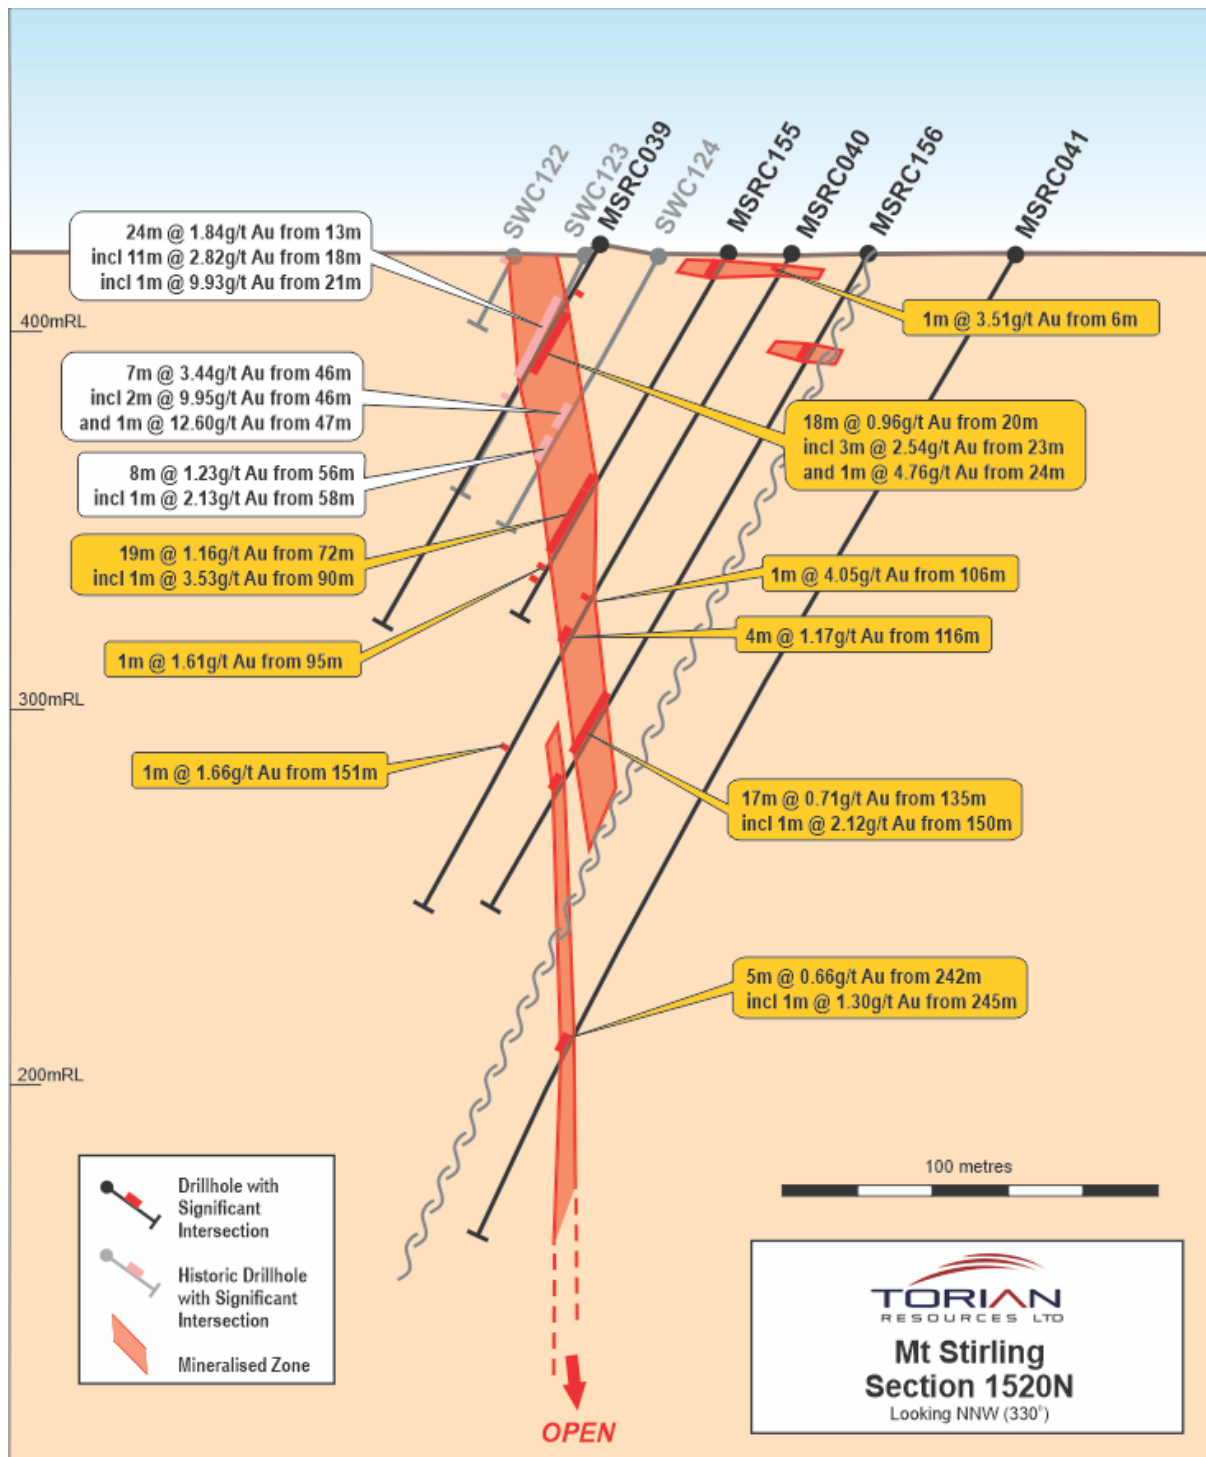 SWC122
SWC123
MSRC039
SWC124
MSRC155
MSRC040
MSRC156
MSRC041
24m @ 1.84g/t Au from 13m
incl 11m @ 2.82g/t Au from 18m
incl 1m @ 9.93g/t Au from 21m
1m @ 3.51g/t Au from 6m
400mRL
7m @ 3.44g/t Au from 46m
incl 2m @ 9.95g/t Au from 46m
and 1m @ 12.60g/t Au from 47m
18m @ 0.96g/t Au from 20m
incl 3m @ 2.54g/t Au from 23m
and 1m @ 4.76g/t Au from 24m
8m @ 1.23g/t Au from 56m
incl 1m @ 2.13g/t Au from 58m
19m @ 1.16g/t Au from 72m
incl 1m @ 3.53g/t Au from 90m
1m @ 4.05g/t Au from 106m
4m @ 1.17g/t Au from 116m
1m @ 1.61g/t Au from 95m
300mRL
1m @ 1.66g/t Au from 151m
17m @ 0.71g/t Au from 135m
incl 1m @ 2.12g/t Au from 150m
5m @ 0.66g/t Au from 242m
incl 1m @ 1.30g/t Au from 245m
200mRL
100 metres
Drillhole with
Significant
Intersection
Historic Drillhole
with Significant
Intersection
Mineralised Zone
OPEN
TORIAN
RESOURCES LTD
Mt Stirling
Section 1520N
Looking NNW (330°)